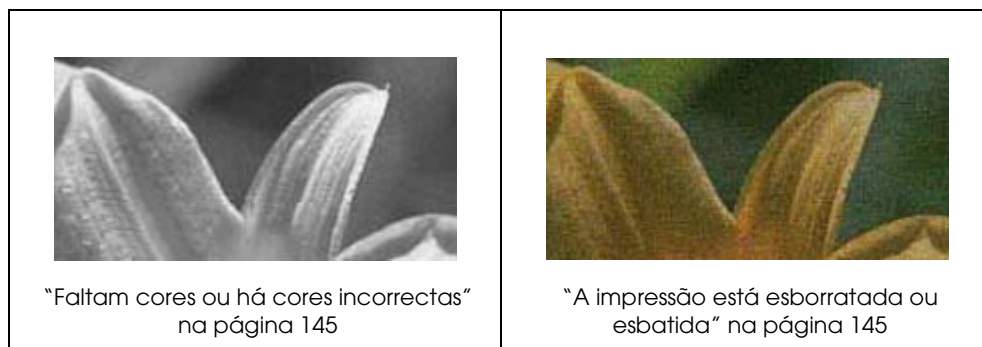 “Faltam cores ou há cores incorrectas”
na página 145
“A impressão está esborratada ou
esbatida” na página 145